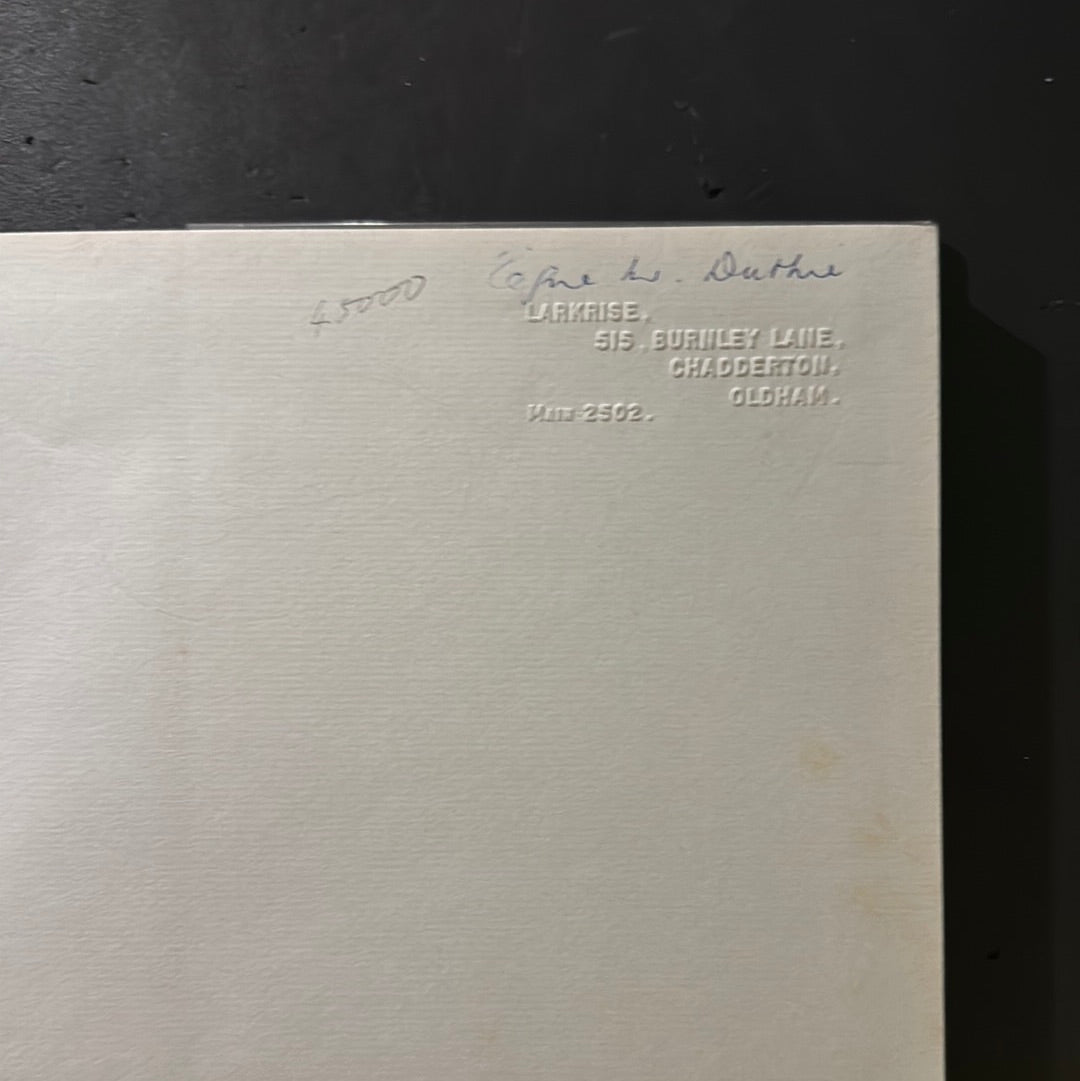 45000
W. Duthie
LARKRISE,
515, BURNLEY LANE,
CHADDERTON,
OLDHAM.
MAIN 2502.